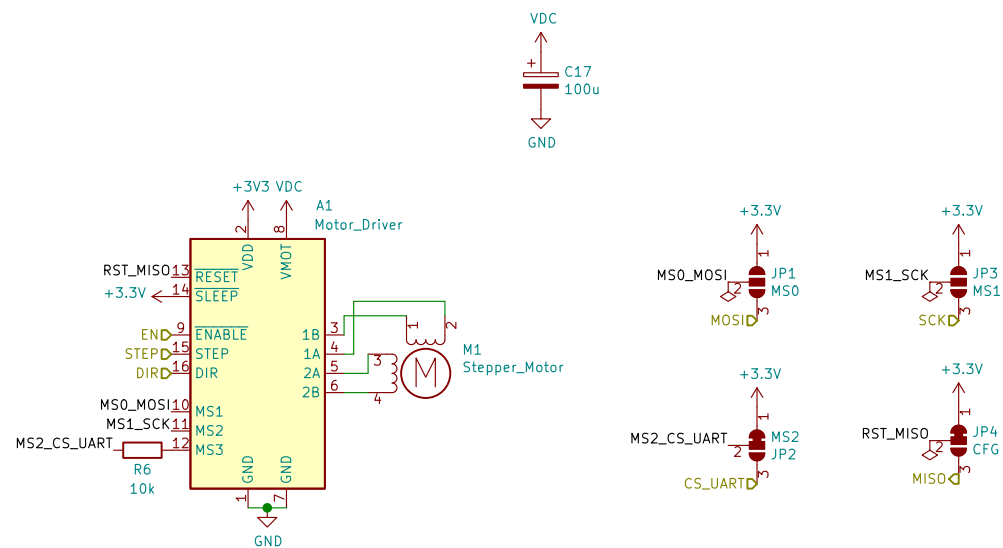 VDC
+
C17
100u
GND
+3V3 VDC
A1
Motor_Driver
2
8
VDD
VMOT
RST_MISO 13 RESET
+3.3V 14 SLEEP
EN 9 ENABLE
STEP 15 STEP
DIR 16 DIR
MS0_MOSI 10 MS1
MS1_SCK 11 MS2
MS2_CS_UART 12 MS3
R6
10k
1B 3
1A 4
2A 5
2B 6
1
2
3
4
M
M1
Stepper_Motor
GND
GND
1
7
GND
+3.3V
1
MS0_MOSI
2
JP1
MS0
3
MOSI
+3.3V
1
MS1_SCK
2
JP3
MS1
3
SCK
+3.3V
1
MS2_CS_UART
2
MS2
JP2
3
CS_UART
+3.3V
1
RST_MISO
2
JP4
CFG
3
MISO